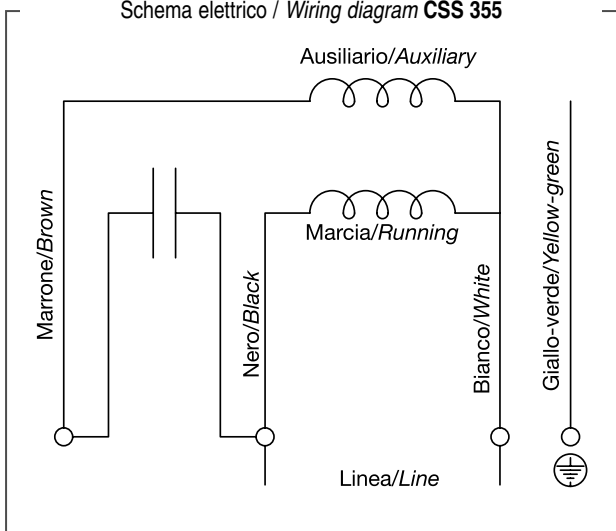 Schema elettrico / Wiring diagram CSS 355
Ausiliario/Auxiliary
Marrone/Brown
Marcia/Running
Nero/Black
Bianco/White
Giallo-verde/Yellow-green
Linea/Line